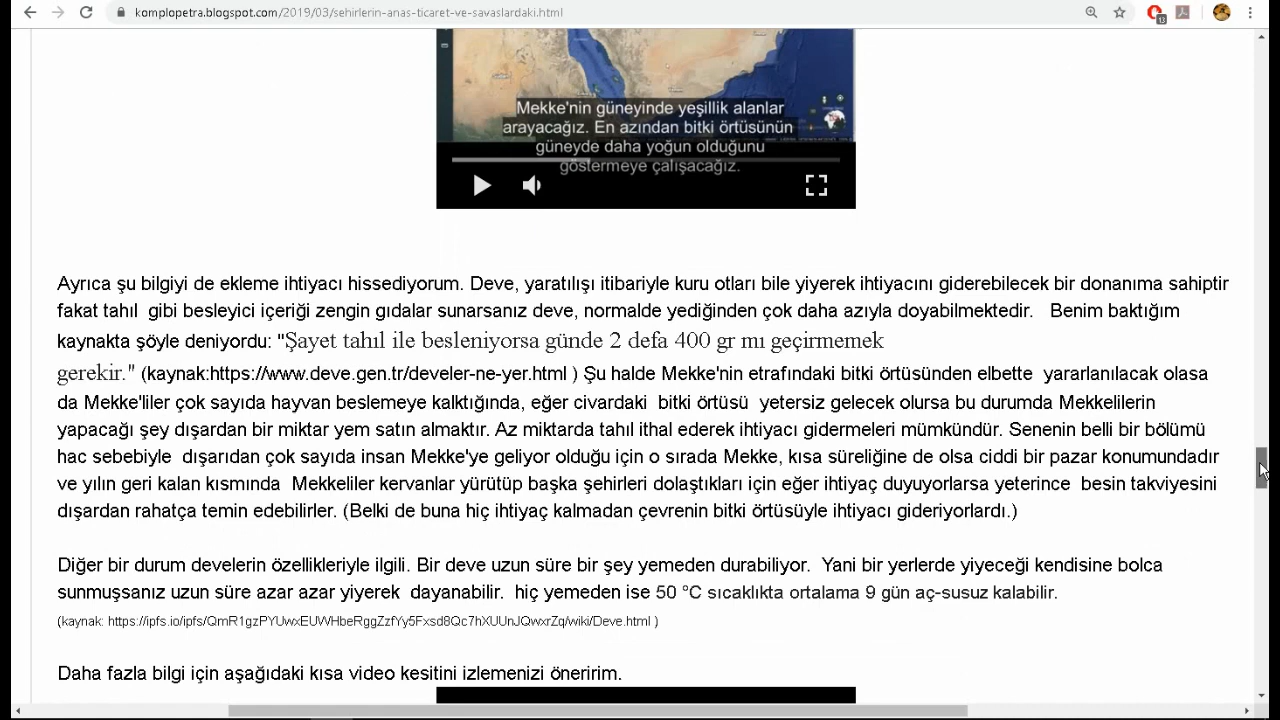 komplopetra.blogspot.com/2019/03/sehirlerin-anas-ticaret-ve-savaslardaki.html
13
Mekke'nin güneyinde yeşillik alanlar
arayacağız. En azından bitki örtüsünün
güneyde daha yoğun olduğunu
göstermeye çalışacağız.
Ayrıca şu bilgiyi de ekleme ihtiyacı hissediyorum. Deve, yaratılışı itibariyle kuru otları bile yiyerek ihtiyacını giderebilecek bir donanıma sahiptir
fakat tahıl gibi besleyici içeriği zengin gıdalar sunarsanız deve, normalde yediğinden çok daha azıyla doyabilmektedir. Benim baktığım
kaynakta şöyle deniyordu: "Şayet tahıl ile besleniyorsa günde 2 defa 400 gr mı geçirmemek
gerekir." (kaynak:https://www.deve.gen.tr/develer-ne-yer.html ) Şu halde Mekke'nin etrafındaki bitki örtüsünden elbette yararlanılacak olasa
da Mekke'liler çok sayıda hayvan beslemeye kalktığında, eğer civardaki bitki örtüsü yetersiz gelecek olursa bu durumda Mekkelilerin
yapacağı şey dışardan bir miktar yem satın almaktır. Az miktarda tahıl ithal ederek ihtiyacı gidermeleri mümkündür. Senenin belli bir bölümü
hac sebebiyle dışarıdan çok sayıda insan Mekke'ye geliyor olduğu için o sırada Mekke, kısa süreliğine de olsa ciddi bir pazar konumundadır
ve yılın geri kalan kısmında Mekkeliler kervanlar yürütüp başka şehirleri dolaştıkları için eğer ihtiyaç duyuyorlarsa yeterince besin takviyesini
dışardan rahatça temin edebilirler. (Belki de buna hiç ihtiyaç kalmadan çevrenin bitki örtüsüyle ihtiyacı gideriyorlardı.)
Diğer bir durum develerin özellikleriyle ilgili. Bir deve uzun süre bir şey yemeden durabiliyor. Yani bir yerlerde yiyeceği kendisine bolca
sunmuşsanız uzun süre azar azar yiyerek dayanabilir. hiç yemeden ise 50 °C sıcaklıkta ortalama 9 gün aç-susuz kalabilir.
(kaynak: https://ipfs.io/ipfs/QmR1gzPYUwxEUWHbeRggZzfYy5Fxsd8Qc7hXUUnJQwxrZq/wiki/Deve.html )
Daha fazla bilgi için aşağıdaki kısa video kesitini izlemenizi öneririm.